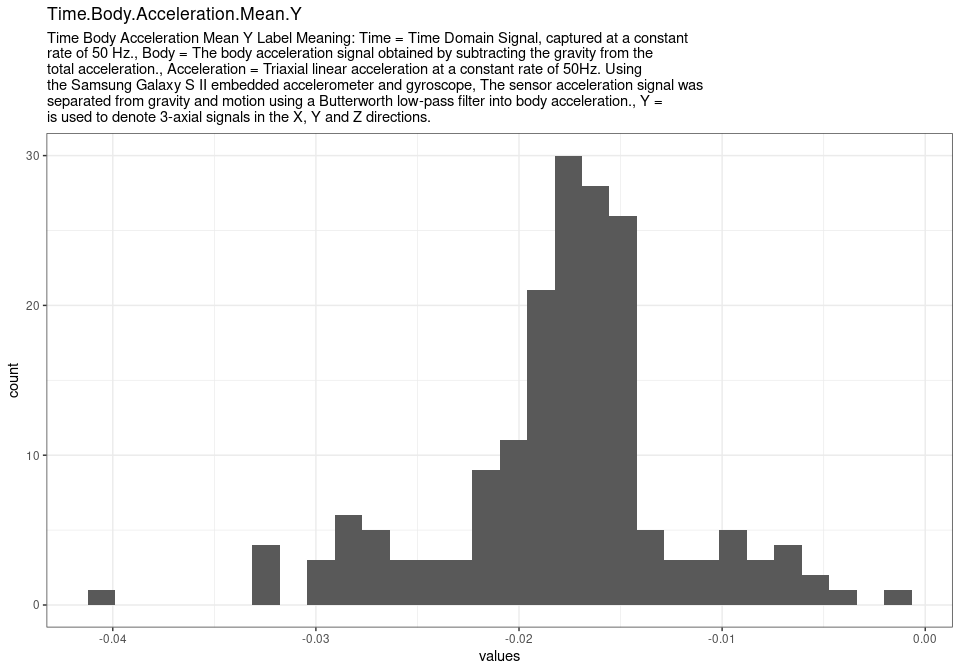 Time.Body.Acceleration.Mean.Y
Time Body Acceleration Mean Y Label Meaning: Time = Time Domain Signal, captured at a constant
rate of 50 Hz., Body = The body acceleration signal obtained by subtracting the gravity from the
total acceleration., Acceleration = Triaxial linear acceleration at a constant rate of 50Hz. Using
the Samsung Galaxy S II embedded accelerometer and gyroscope, The sensor acceleration signal was
separated from gravity and motion using a Butterworth low-pass filter into body acceleration., Y =
is used to denote 3-axial signals in the X, Y and Z directions.
30
20
10
0
count
-0.04 -0.03 -0.02 -0.01 0.00
values